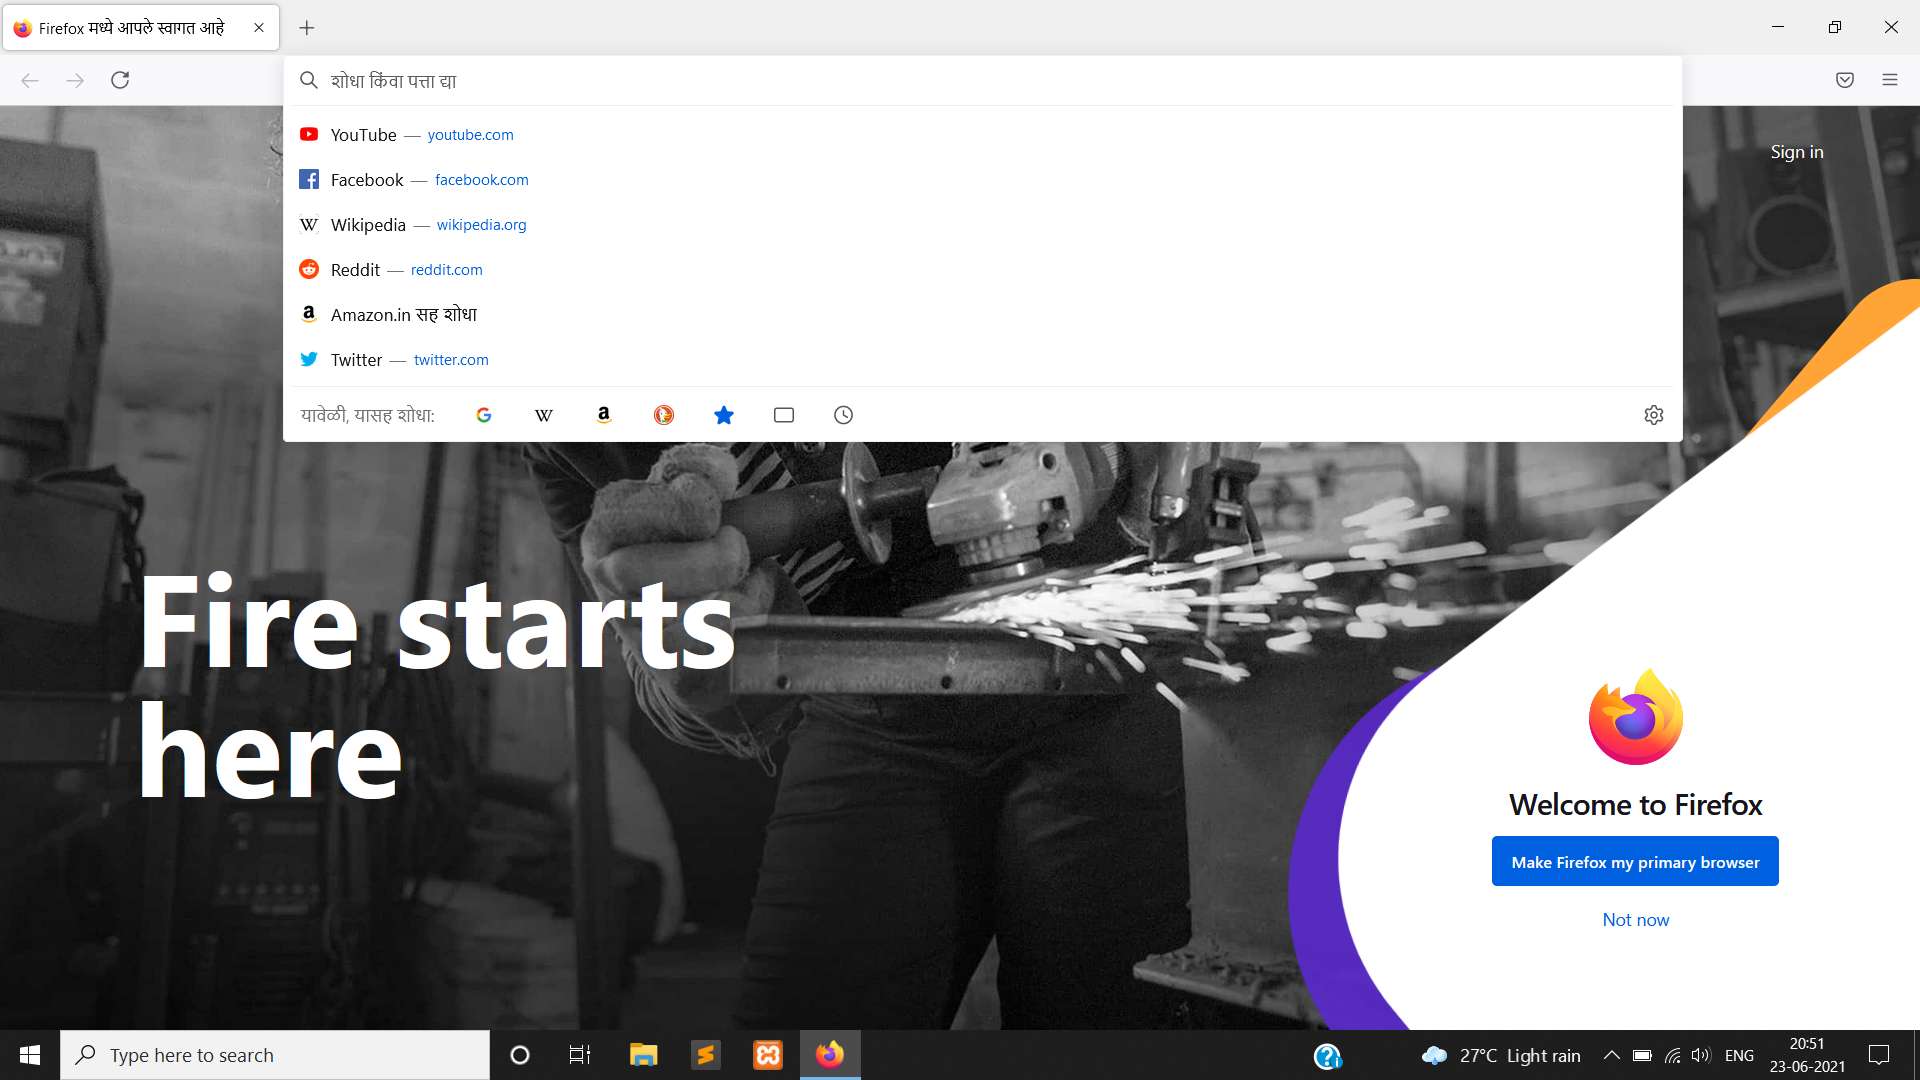 Firefox मध्ये आपले स्वागत आहे
शोधा किंवा पत्ता द्या
YouTube — youtube.com
Facebook — facebook.com
Wikipedia — wikipedia.org
Reddit — reddit.com
Amazon.in सह शोधा
Twitter — twitter.com
यावेळी, यासह शोधा:
Sign in
Fire starts
here
Welcome to Firefox
Make Firefox my primary browser
Not now
Type here to search
27°C Light rain
ENG
20:51
23-06-2021